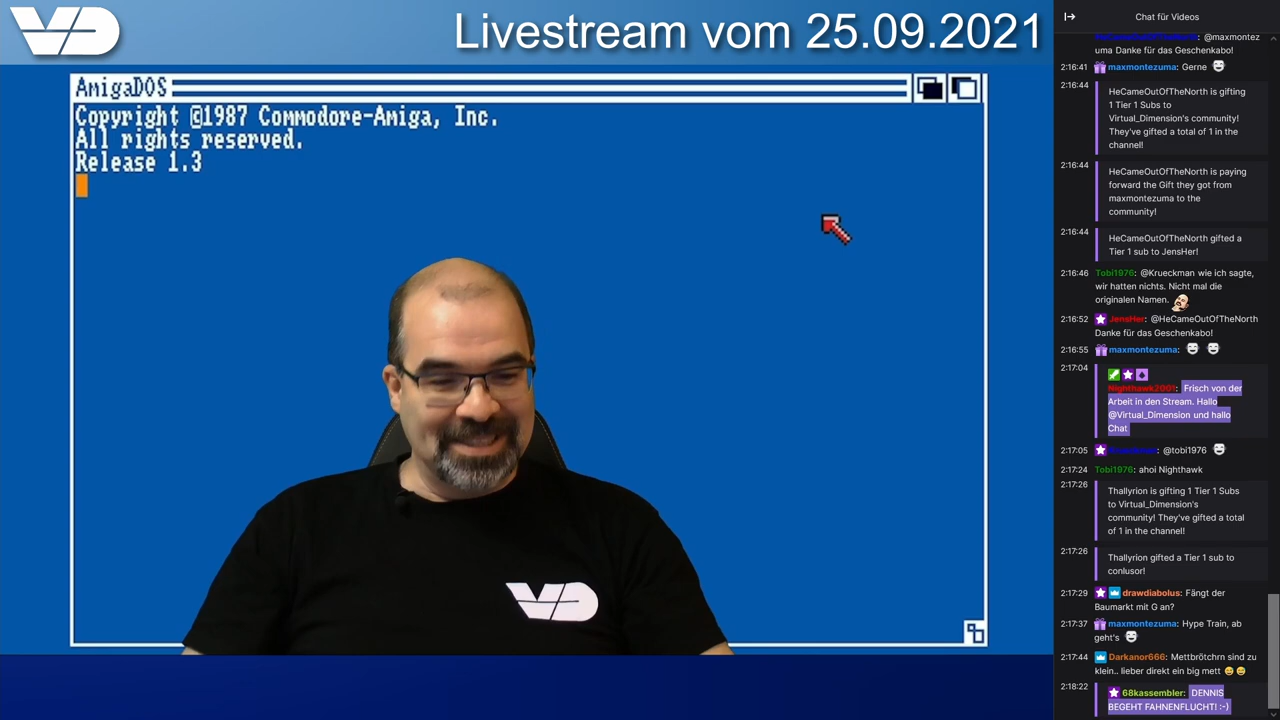 VD
Livestream vom 25.09.2021
AmigaDOS
Copyright ©1987 Commodore-Amiga, Inc.
All rights reserved.
Release 1.3
VD
Chat für Videos
: @maxmontez
uma Danke für das Geschenkabo!
2:16:41 maxmontezuma: Gerne
2:16:44 HeCameOutOfTheNorth is gifting
1 Tier 1 Subs to
Virtual_Dimension's community!
They've gifted a total of 1 in the
channel!
2:16:44 HeCameOutOfTheNorth is paying
forward the Gift they got from
maxmontezuma to the
community!
2:16:44 HeCameOutOfTheNorth gifted a
Tier 1 sub to JensHer!
2:16:46 Tobi1976: @Krueckman wie ich sagte,
wir hatten nichts. Nicht mal die
originalen Namen.
2:16:52 JensHer: @HeCameOutOfTheNorth
Danke für das Geschenkabo!
2:16:55 maxmontezuma:
2:17:04
Nighthawk2001: Frisch von der
Arbeit in den Stream. Hallo
@Virtual_Dimension und hallo
Chat
2:17:05 : @tobi1976
2:17:24 Tobi1976: ahoi Nighthawk
2:17:26 Thallyrion is gifting 1 Tier 1 Subs
to Virtual_Dimension's
community! They've gifted a total
of 1 in the channel!
2:17:26 Thallyrion gifted a Tier 1 sub to
conlusor!
2:17:29 drawdiabolus: Fängt der
Baumarkt mit G an?
2:17:37 maxmontezuma: Hype Train, ab
geht's
2:17:44 Darkanor666: Mettbrötchrn sind zu
klein.. lieber direkt ein big mett
2:18:22 68kassembler: DENNIS
BEGEHT FAHNENFLUCHT! :-)